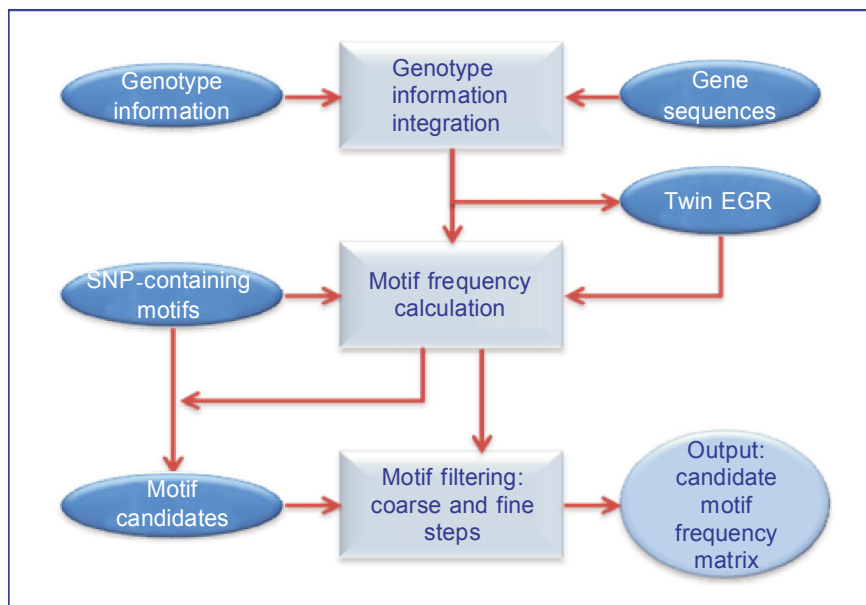 Genotype
information
Genotype
information
integration
Gene
sequences
Twin EGR
SNP-containing
motifs
Motif frequency
calculation
Motif
candidates
Motif filtering:
coarse and fine
steps
Output:
candidate
motif
frequency
matrix